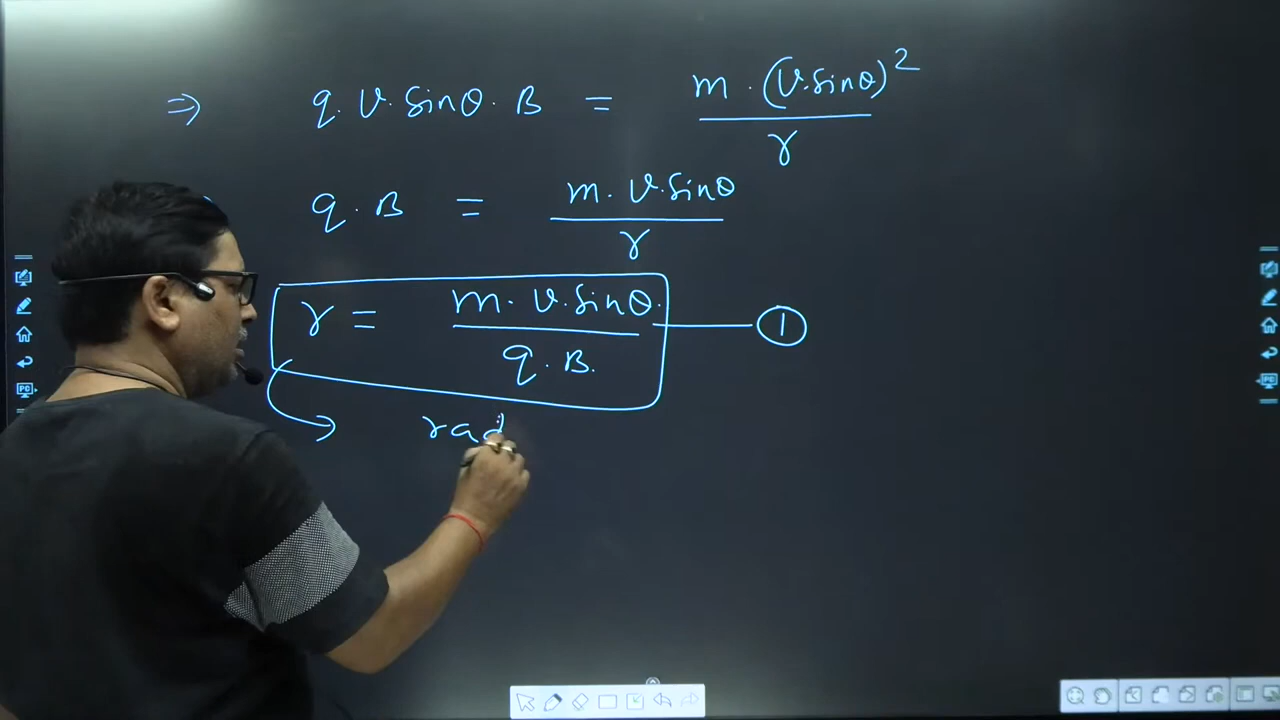 ⇒ q. v. sinθ. B = m. (v. sinθ)² / r
q. B = m. v. sinθ / r
r = m. v. sinθ. / q. B. — ①
rad